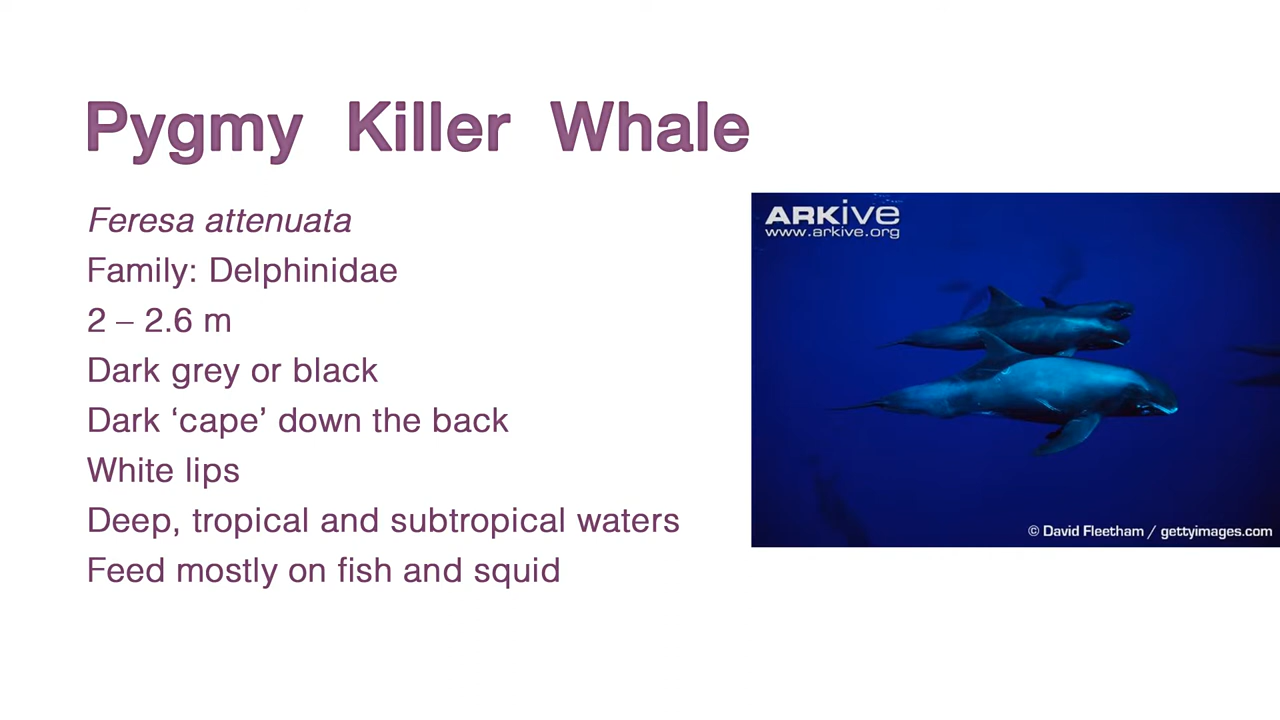 Pygmy Killer Whale
Feresa attenuata
Family: Delphinidae
2 – 2.6 m
Dark grey or black
Dark ‘cape’ down the back
White lips
Deep, tropical and subtropical waters
Feed mostly on fish and squid
ARKive
www.arkive.org
© David Fleetham / gettyimages.com